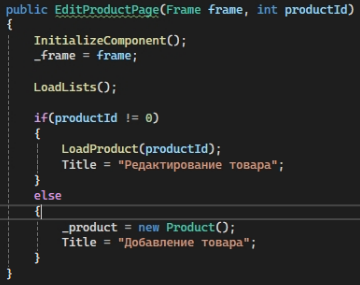 public EditProductPage(Frame frame, int productId)
{
InitializeComponent();
_frame = frame;
LoadLists();
if(productId != 0)
{
LoadProduct(productId);
Title = "Редактирование товара";
}
else
{
_product = new Product();
Title = "Добавление товара";
}
}